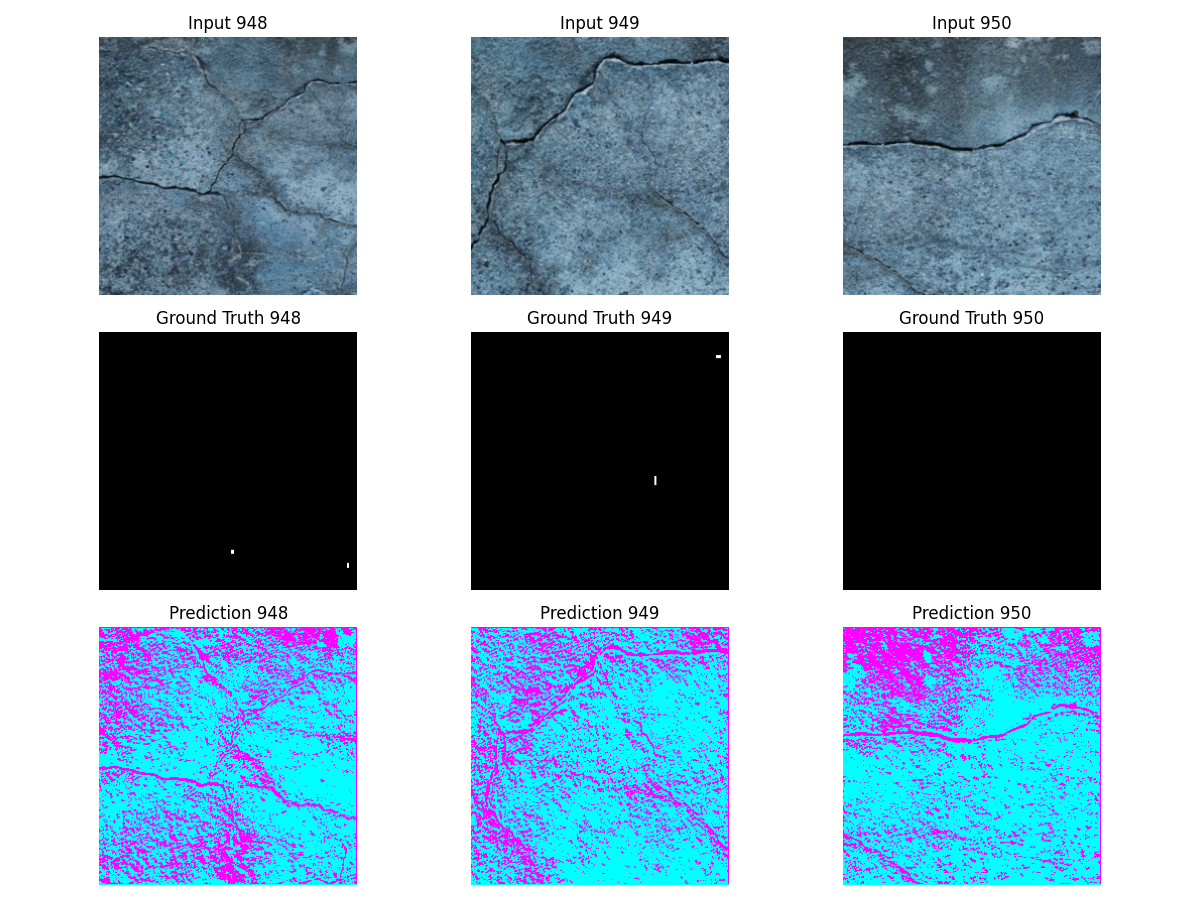 Input 948
Input 949
Input 950
Ground Truth 948
Ground Truth 949
Ground Truth 950
Prediction 948
Prediction 949
Prediction 950